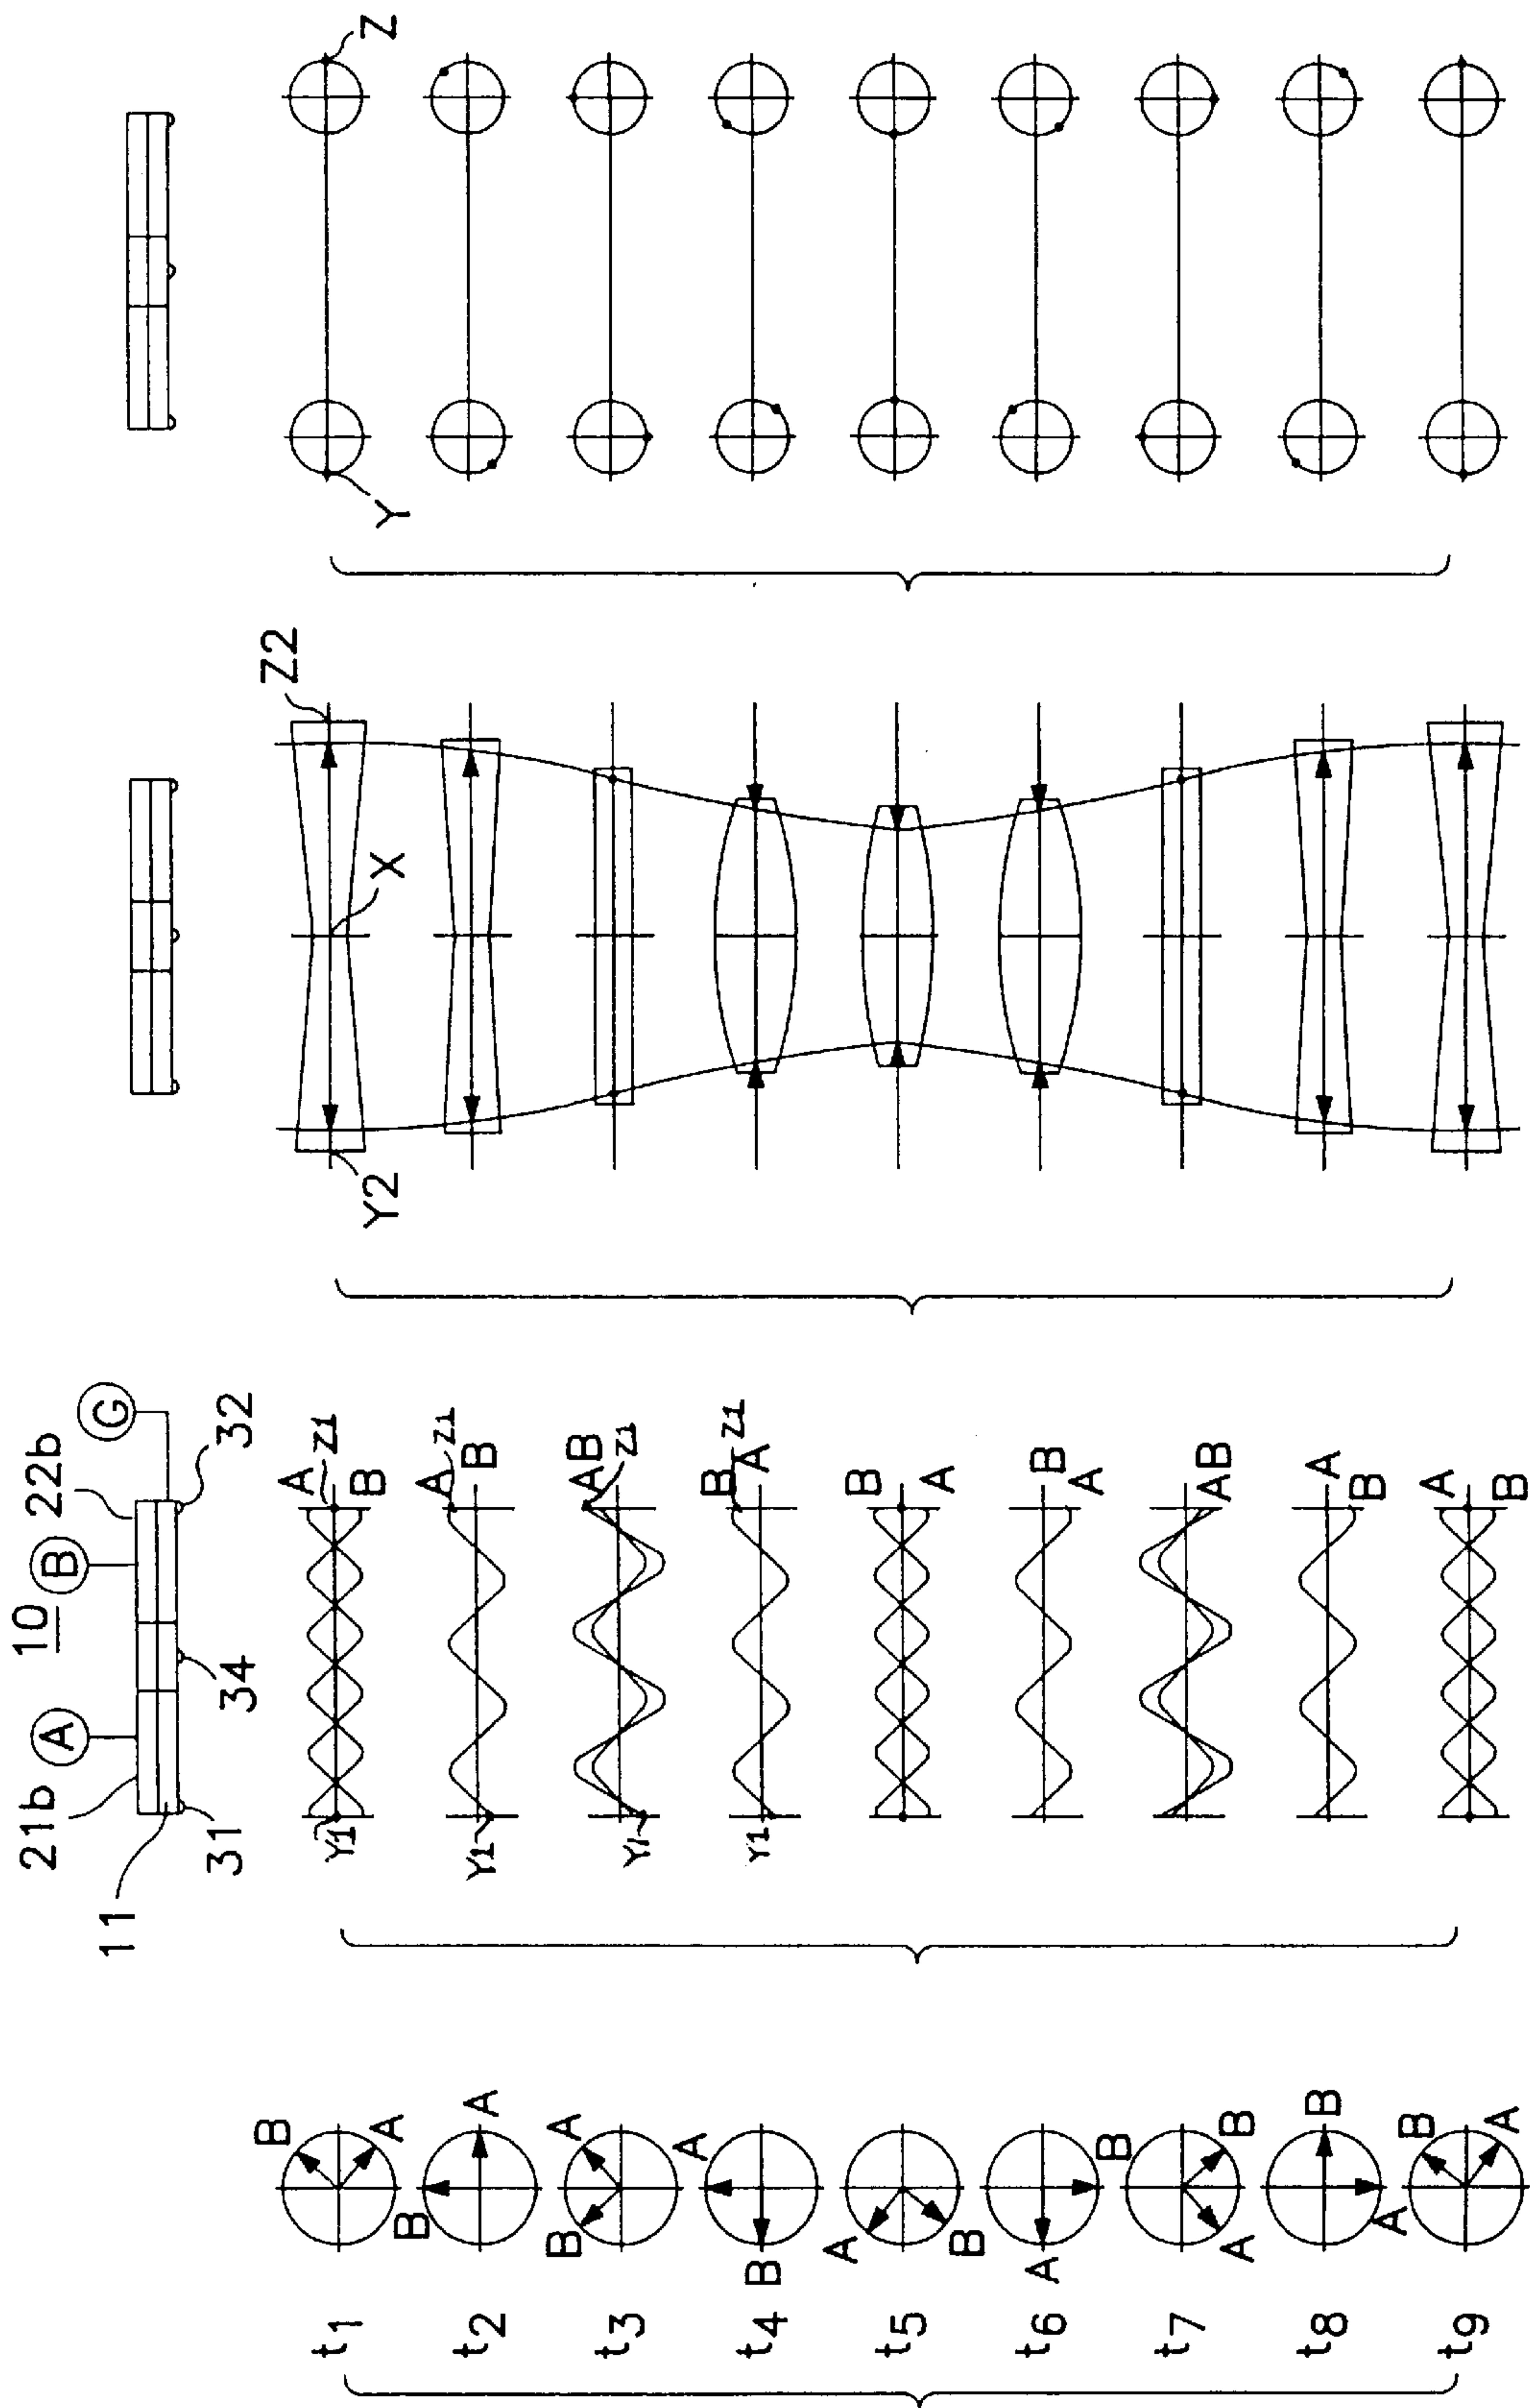 10
21b A B 22b G
11 31 34 32
t1 B A Y1 A Z1 B Y2 X Z2 Y Z
t2 B A Y1 A Z1 B
t3 B A Y1 AB Z1
t4 B A Y1 B Z1 A
t5 A B B A
t6 A B B A
t7 A B AB
t8 A B A B
t9 B A A B